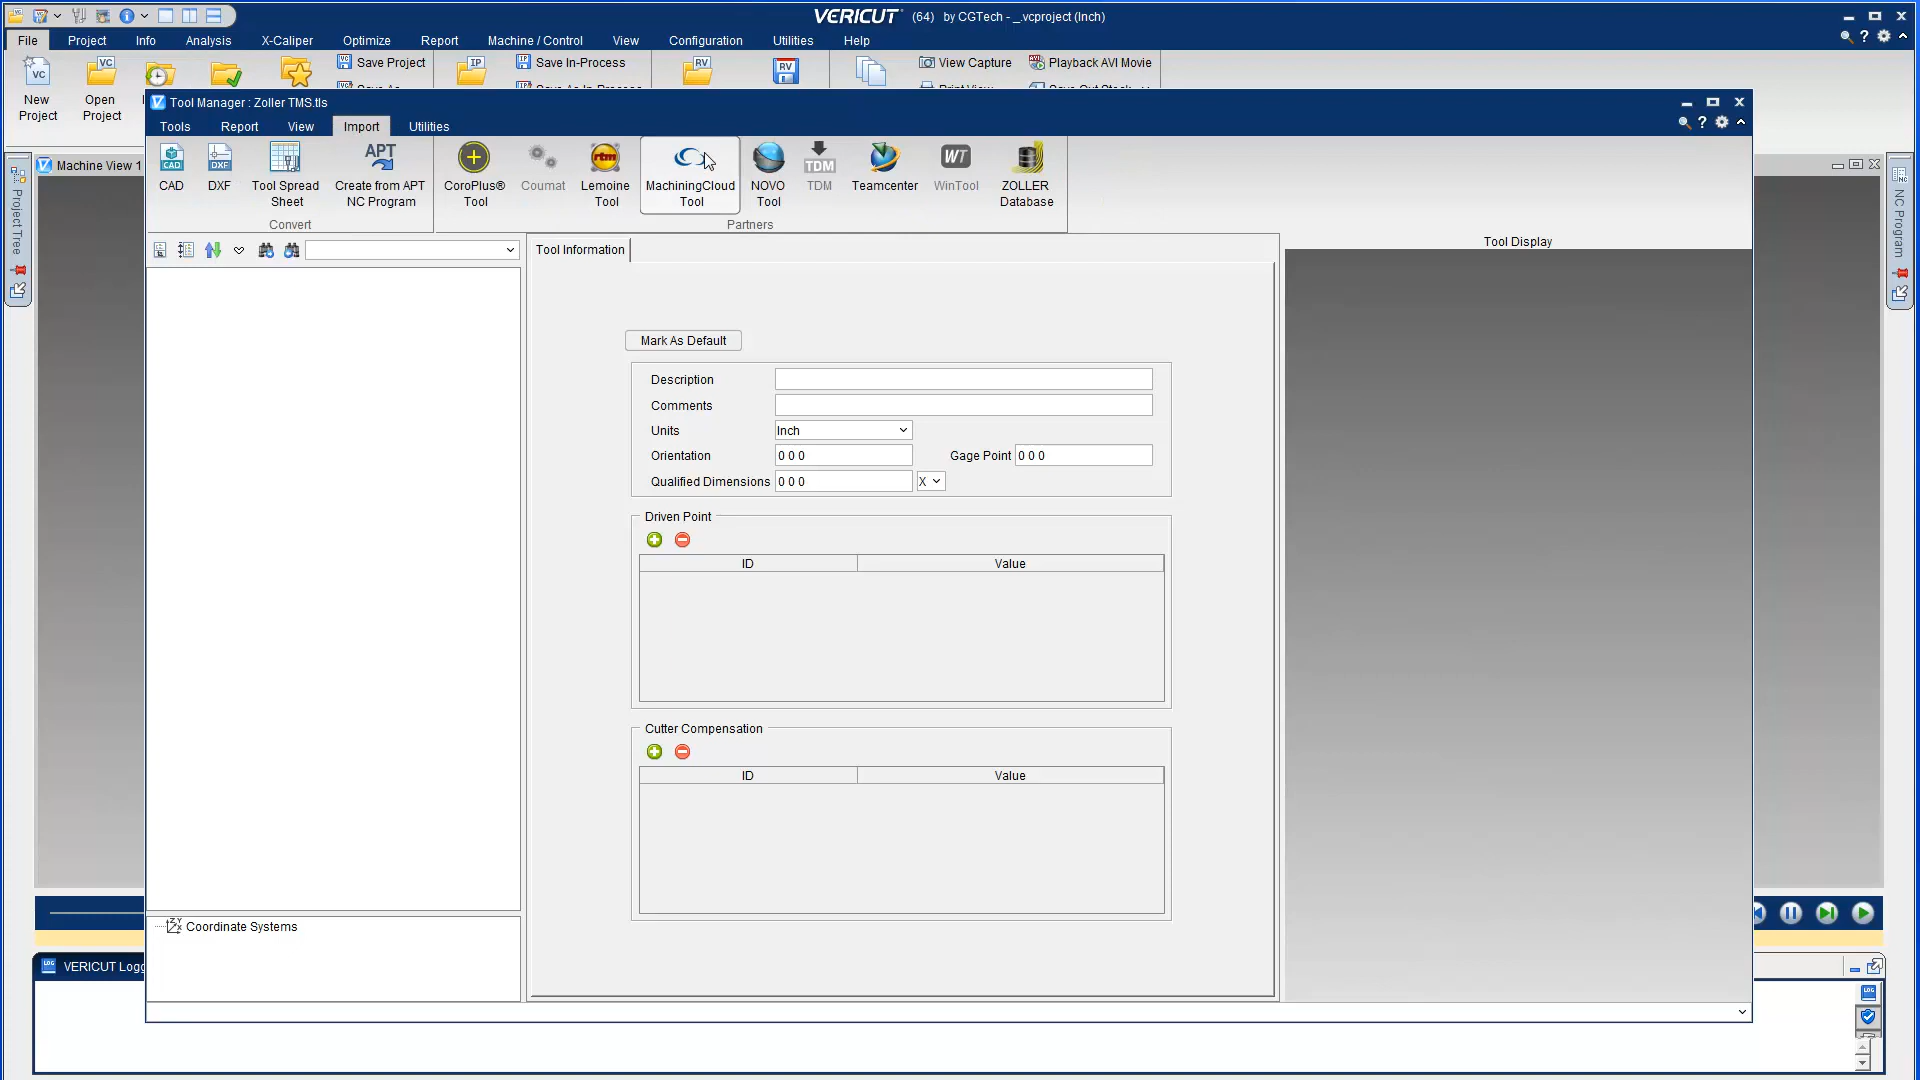 VERICUT (64) by CGTech - _.vcproject (Inch)
File Project Info Analysis X-Caliper Optimize Report Machine / Control View Configuration Utilities Help
New Project
Open Project
Save Project
Save In-Process
View Capture
Playback AVI Movie
Tool Manager : Zoller TMS.tls
Tools Report View Import Utilities
CAD
DXF
Tool Spread Sheet
Create from APT NC Program
CoroPlus® Tool
Coumat
Lemoine Tool
MachiningCloud Tool
NOVO Tool
TDM
Teamcenter
WinTool
ZOLLER Database
Convert
Partners
Machine View 1
Project Tree
NC Program
Tool Information
Tool Display
Mark As Default
Description
Comments
Units Inch
Orientation 0 0 0 Gage Point 0 0 0
Qualified Dimensions 0 0 0 X
Driven Point
ID Value
Cutter Compensation
ID Value
Coordinate Systems
VERICUT Logg